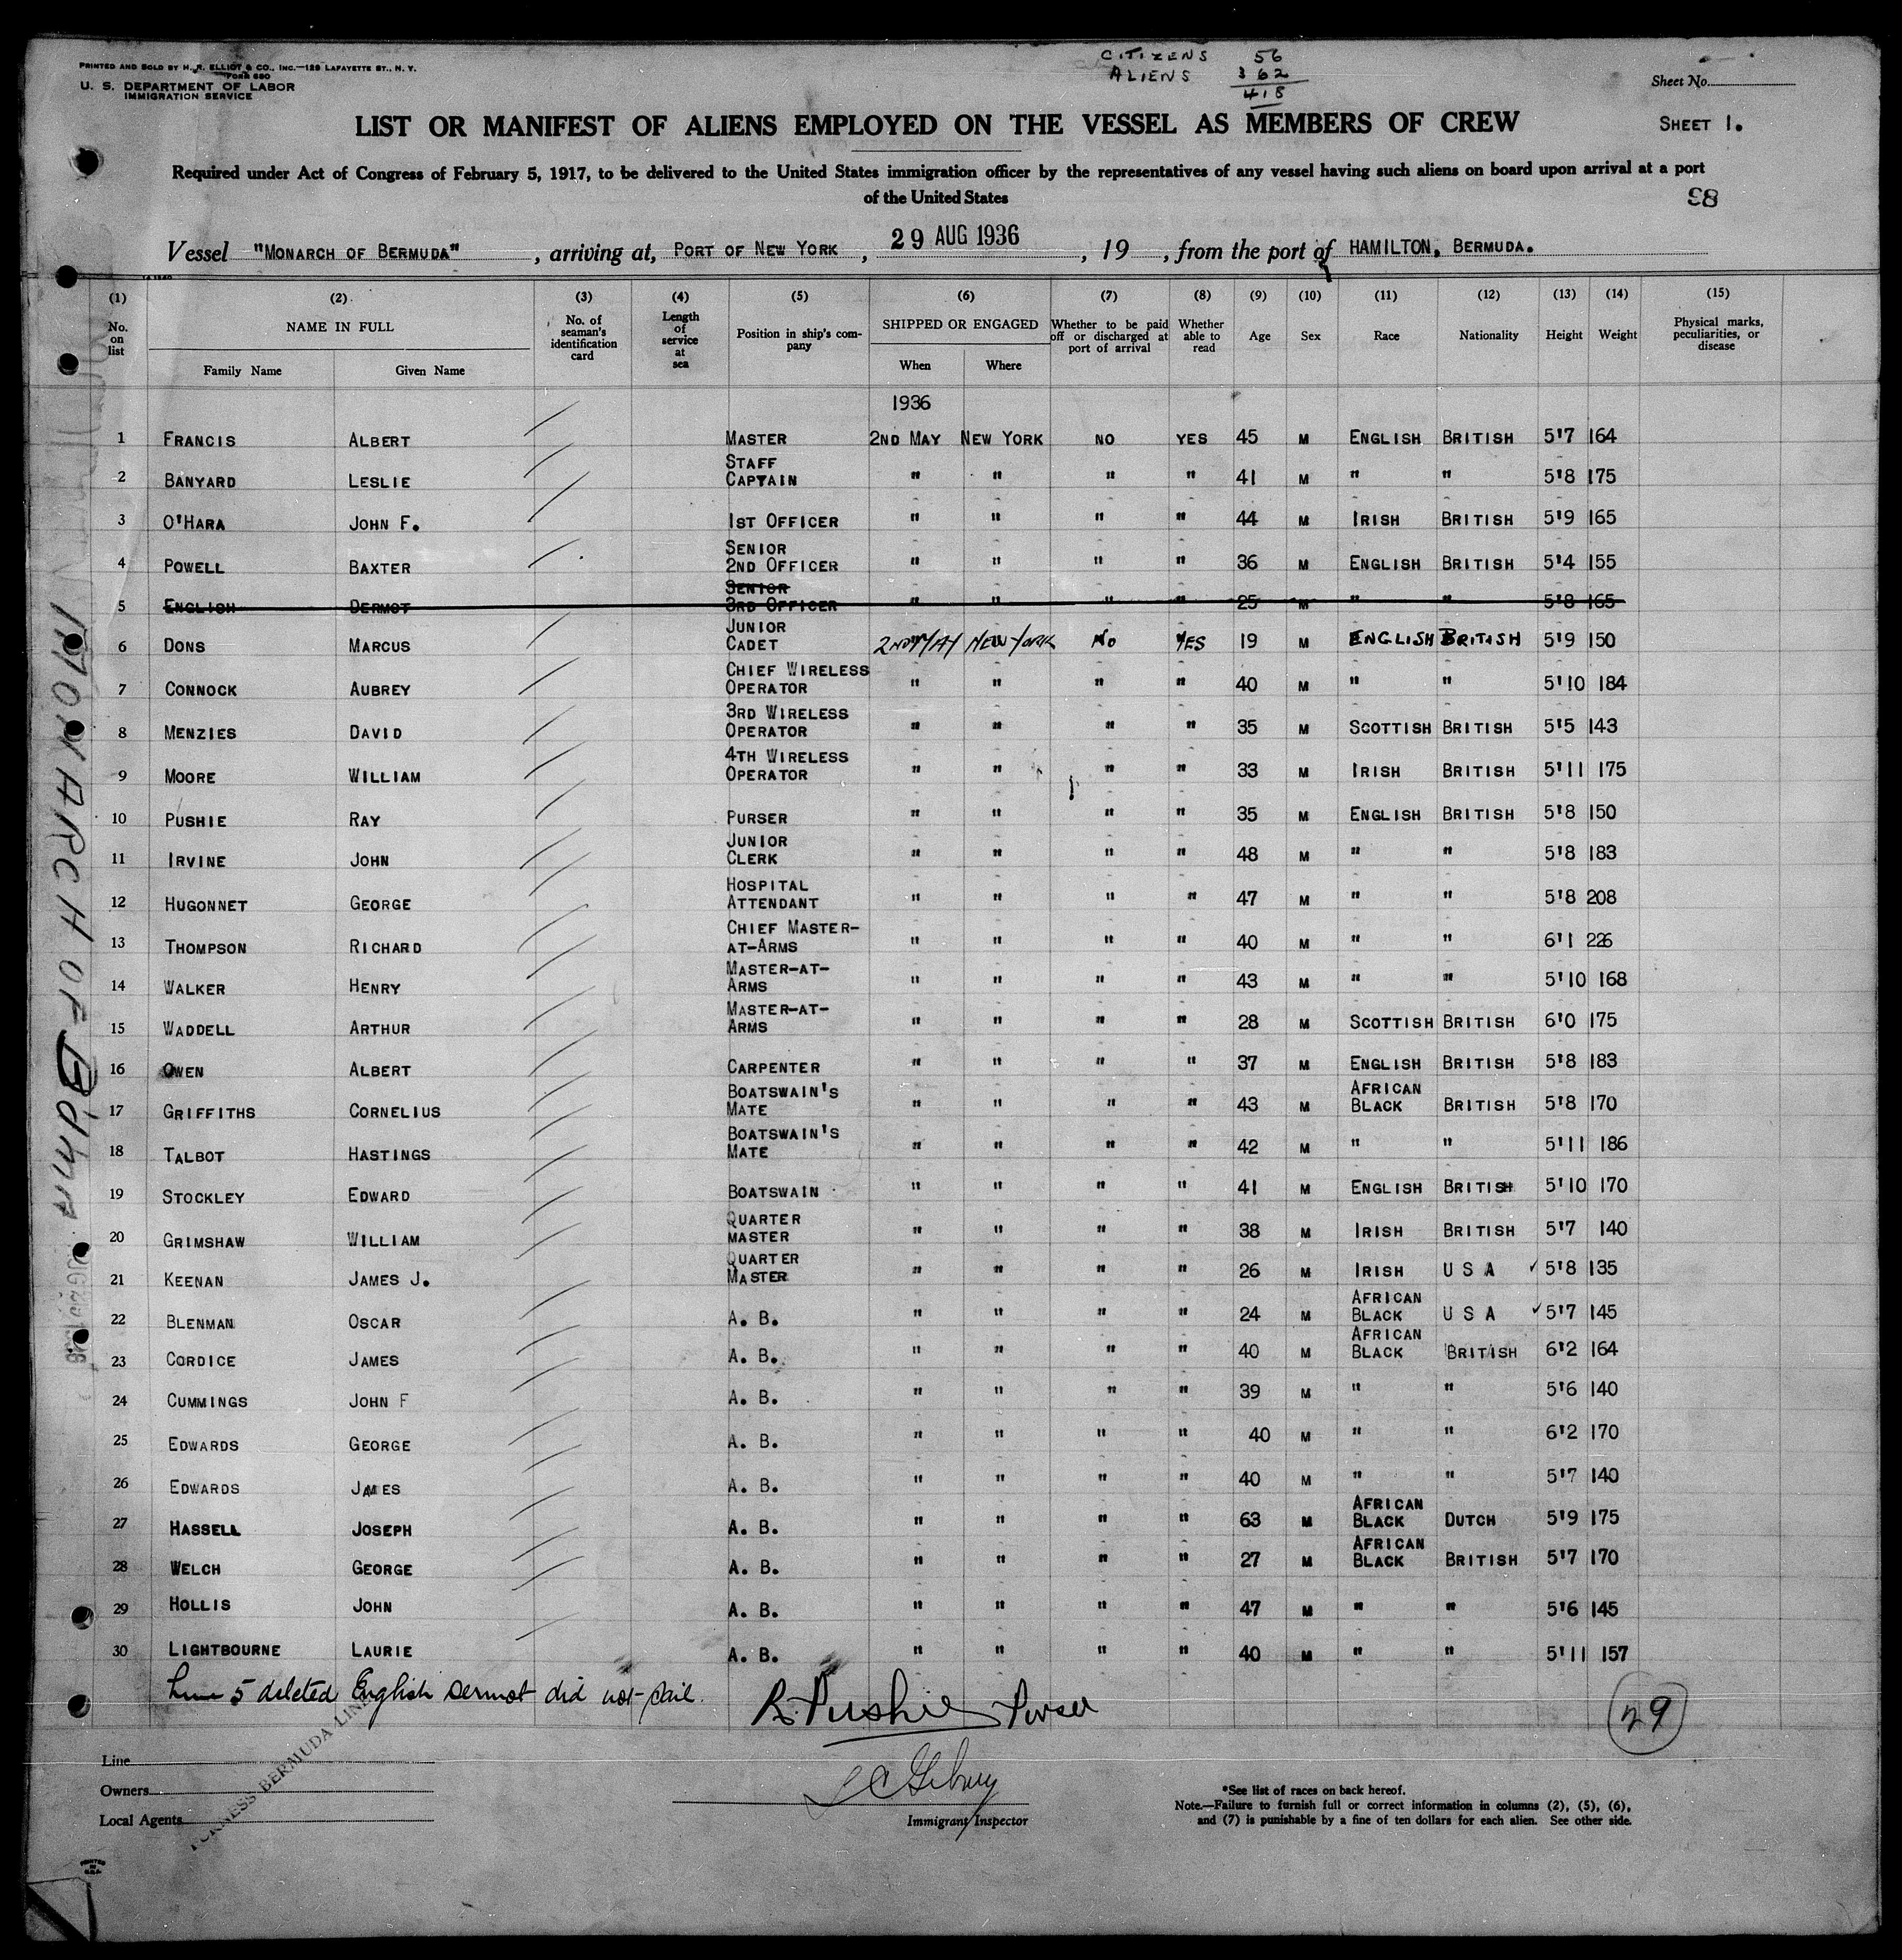 PRINTED AND SOLD BY H. R. ELLIOT & CO., INC.—129 LAFAYETTE ST., N. Y.
FORM 680
U. S. DEPARTMENT OF LABOR
IMMIGRATION SERVICE
CITIZENS 56
ALIENS 362
418
Sheet No.
SHEET 1.
LIST OR MANIFEST OF ALIENS EMPLOYED ON THE VESSEL AS MEMBERS OF CREW
Required under Act of Congress of February 5, 1917, to be delivered to the United States immigration officer by the representatives of any vessel having such aliens on board upon arrival at a port
of the United States
Vessel "MONARCH OF BERMUDA", arriving at, PORT OF NEW YORK, 29 AUG 1936, 19, from the port of HAMILTON, BERMUDA.
(1) (2) (3) (4) (5) (6) (7) (8) (9) (10) (11) (12) (13) (14) (15)
No. on list NAME IN FULL Family Name Given Name No. of seaman's identification card Length of service at sea Position in ship's company SHIPPED OR ENGAGED When Where Whether to be paid off or discharged at port of arrival Whether able to read Age Sex Race Nationality Height Weight Physical marks, peculiarities, or disease
1936
1 FRANCIS ALBERT MASTER 2ND MAY NEW YORK NO YES 45 M ENGLISH BRITISH 5'7 164
2 BANYARD LESLIE STAFF CAPTAIN " " " " 41 M " " 5'8 175
3 O'HARA JOHN F. 1ST OFFICER " " " " 44 M IRISH BRITISH 5'9 165
4 POWELL BAXTER SENIOR 2ND OFFICER " " " " 36 M ENGLISH BRITISH 5'4 155
5 ENGLISH DERMOT SENIOR 3RD OFFICER " " " " 25 M " " 5'8 165
6 DONS MARCUS JUNIOR CADET 2ND MAY NEW YORK NO YES 19 M ENGLISH BRITISH 5'9 150
7 CONNOCK AUBREY CHIEF WIRELESS OPERATOR " " " " 40 M " " 5'10 184
8 MENZIES DAVID 3RD WIRELESS OPERATOR " " " " 35 M SCOTTISH BRITISH 5'5 143
9 MOORE WILLIAM 4TH WIRELESS OPERATOR " " " " 33 M IRISH BRITISH 5'11 175
10 PUSHIE RAY PURSER " " " " 35 M ENGLISH BRITISH 5'8 150
11 IRVINE JOHN JUNIOR CLERK " " " " 48 M " " 5'8 183
12 HUGONNET GEORGE HOSPITAL ATTENDANT " " " " 47 M " " 5'8 208
13 THOMPSON RICHARD CHIEF MASTER-AT-ARMS " " " " 40 M " " 6'1 226
14 WALKER HENRY MASTER-AT-ARMS " " " " 43 M " " 5'10 168
15 WADDELL ARTHUR MASTER-AT-ARMS " " " " 28 M SCOTTISH BRITISH 6'0 175
16 OWEN ALBERT CARPENTER " " " " 37 M ENGLISH BRITISH 5'8 183
17 GRIFFITHS CORNELIUS BOATSWAIN'S MATE " " " " 43 M AFRICAN BLACK BRITISH 5'8 170
18 TALBOT HASTINGS BOATSWAIN'S MATE " " " " 42 M " " 5'11 186
19 STOCKLEY EDWARD BOATSWAIN " " " " 41 M ENGLISH BRITISH 5'10 170
20 GRIMSHAW WILLIAM QUARTER MASTER " " " " 38 M IRISH BRITISH 5'7 140
21 KEENAN JAMES J. QUARTER MASTER " " " " 26 M IRISH U S A ✓ 5'8 135
22 BLENMAN OSCAR A. B. " " " " 24 M AFRICAN BLACK U S A ✓ 5'7 145
23 CORDICE JAMES A. B. " " " " 40 M AFRICAN BLACK BRITISH 6'2 164
24 CUMMINGS JOHN F A. B. " " " " 39 M " " 5'6 140
25 EDWARDS GEORGE A. B. " " " " 40 M " " 6'2 170
26 EDWARDS JAMES A. B. " " " " 40 M " " 5'7 140
27 HASSELL JOSEPH A. B. " " " " 63 M AFRICAN BLACK DUTCH 5'9 175
28 WELCH GEORGE A. B. " " " " 27 M AFRICAN BLACK BRITISH 5'7 170
29 HOLLIS JOHN A. B. " " " " 47 M " " 5'6 145
30 LIGHTBOURNE LAURIE A. B. " " " " 40 M " " 5'11 157
Line 5 deleted English Dermot did not sail.
R. Pushie Purser
29
Line
Owners
Local Agents
FURNESS BERMUDA LINE
Immigrant Inspector
*See list of races on back hereof.
Note.—Failure to furnish full or correct information in columns (2), (5), (6),
and (7) is punishable by a fine of ten dollars for each alien. See other side.
MONARCH OF B'dmA